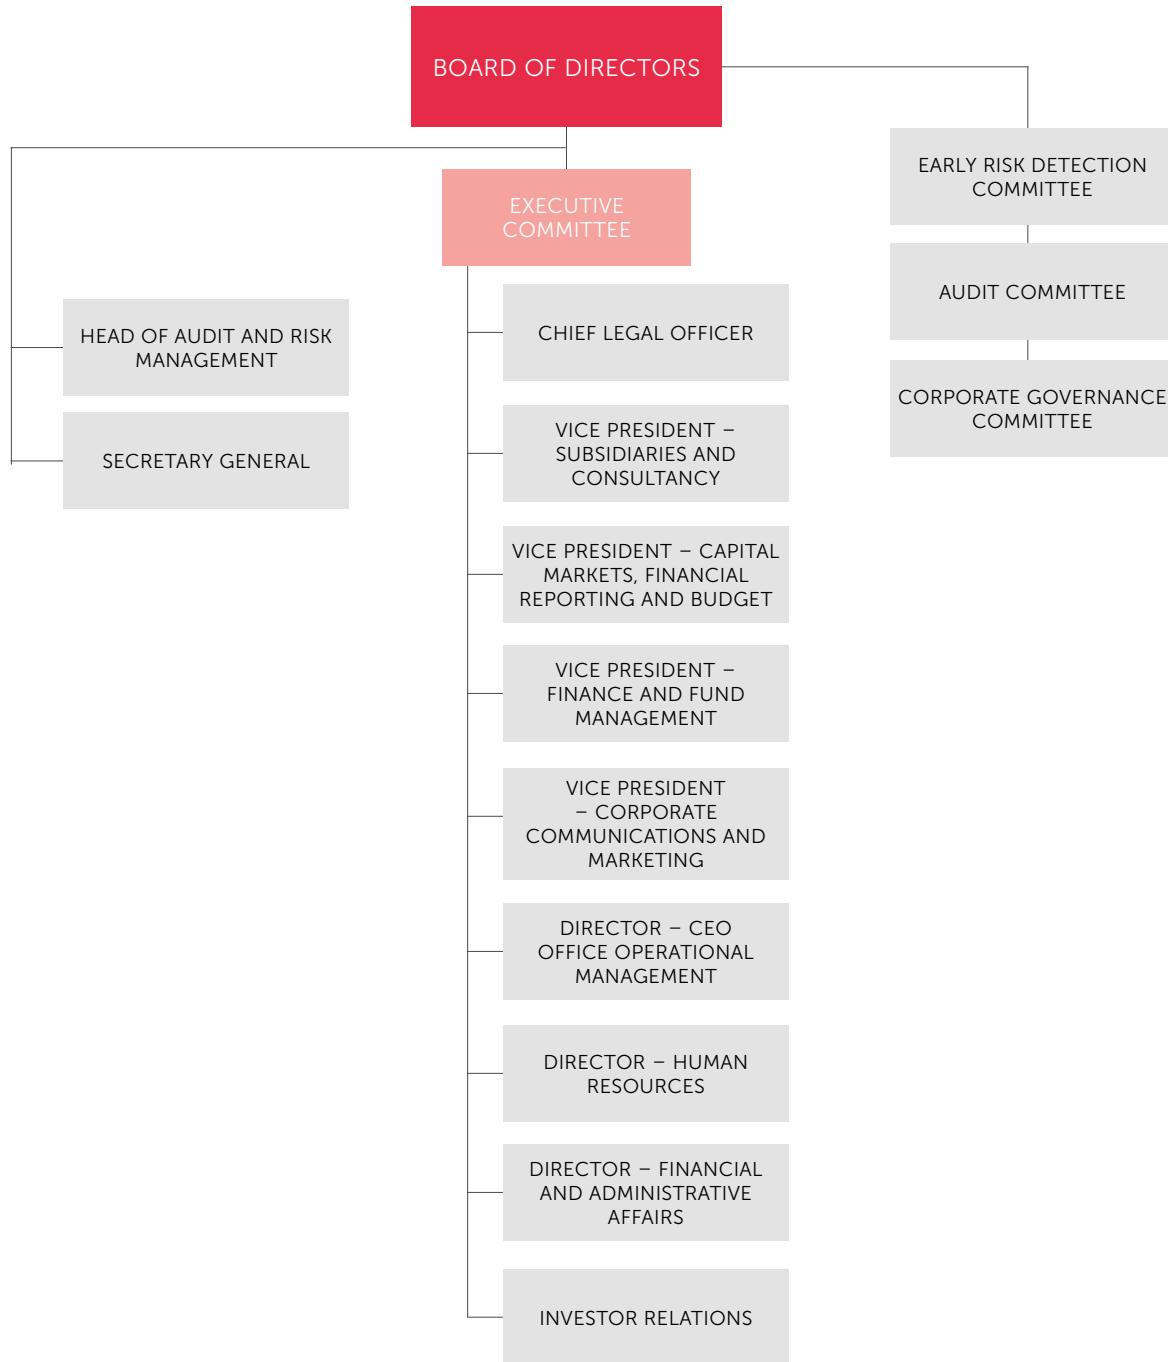 BOARD OF DIRECTORS
EARLY RISK DETECTION
COMMITTEE
EXECUTIVE
COMMITTEE
AUDIT COMMITTEE
HEAD OF AUDIT AND RISK
MANAGEMENT
CHIEF LEGAL OFFICER
CORPORATE GOVERNANCE
COMMITTEE
SECRETARY GENERAL
VICE PRESIDENT –
SUBSIDIARIES AND
CONSULTANCY
VICE PRESIDENT – CAPITAL
MARKETS, FINANCIAL
REPORTING AND BUDGET
VICE PRESIDENT –
FINANCE AND FUND
MANAGEMENT
VICE PRESIDENT
– CORPORATE
COMMUNICATIONS AND
MARKETING
DIRECTOR – CEO
OFFICE OPERATIONAL
MANAGEMENT
DIRECTOR – HUMAN
RESOURCES
DIRECTOR – FINANCIAL
AND ADMINISTRATIVE
AFFAIRS
INVESTOR RELATIONS